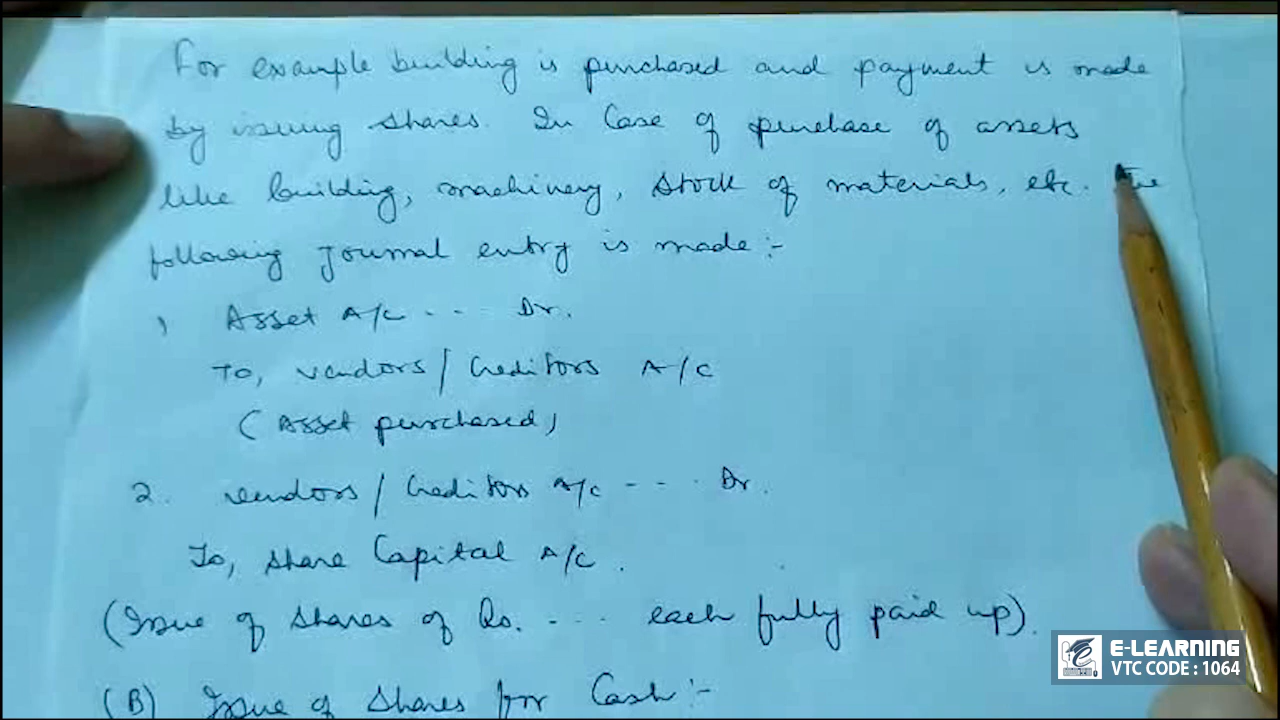 For example building is purchased and payment is made
by issuing shares. In Case of purchase of assets
like building, machinery, stock of materials, etc. The
following Journal entry is made :-
1 Asset A/c --- Dr.
To, vendors / Creditors A/C
( Asset purchased )
2. vendors / Creditors A/c --- Dr.
To, share Capital A/C .
(Issue of shares of Rs. --- each fully paid up).
(B) Issue of Shares for Cash :-
E-LEARNING
VTC CODE : 1064